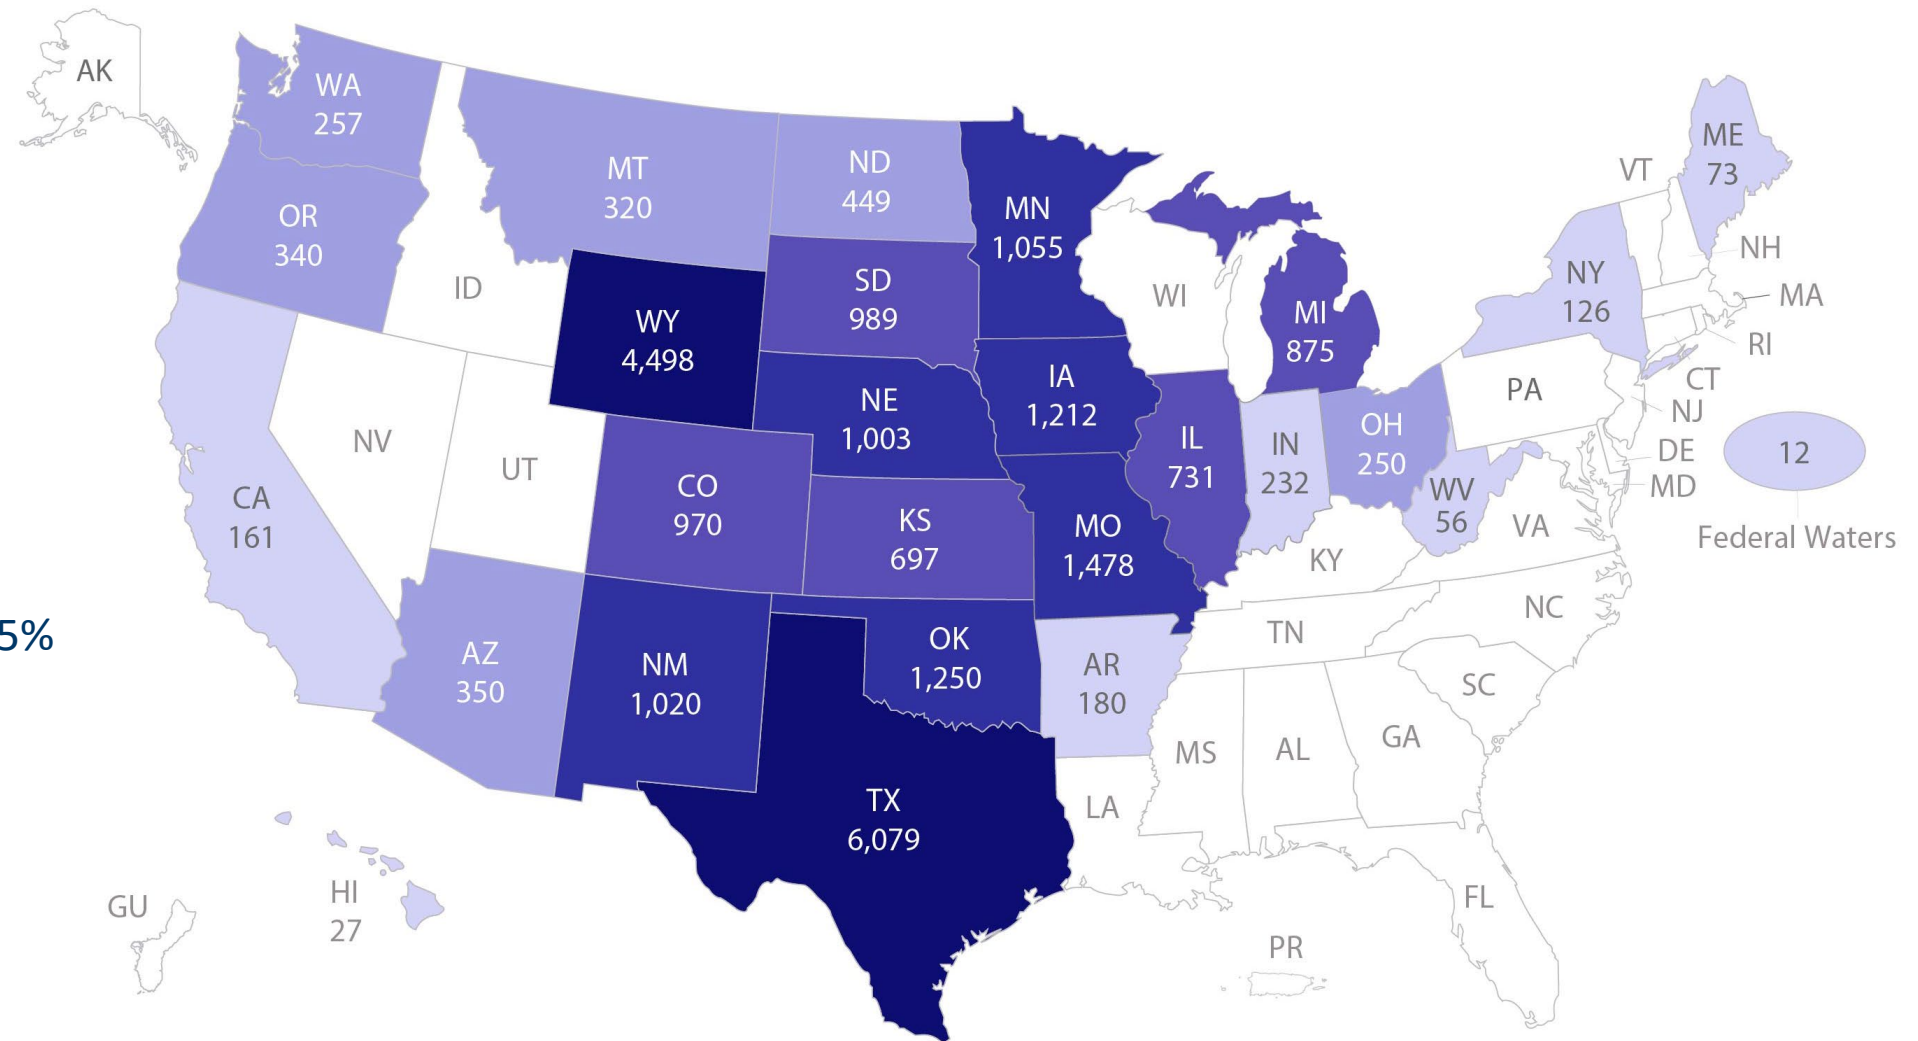 AK
WA
257
MT
320
ND
449
MN
1,055
ME
73
VT
OR
340
ID
WY
4,498
SD
989
WI
MI
875
NY
126
NH
MA
RI
CT
NJ
DE
MD
PA
NE
1,003
IA
1,212
NV
UT
CO
970
KS
697
MO
1,478
IL
731
IN
232
OH
250
WV
56
VA
KY
12
Federal Waters
CA
161
5%
AZ
350
NM
1,020
OK
1,250
AR
180
TN
NC
SC
MS
AL
GA
LA
TX
6,079
FL
HI
27
GU
PR